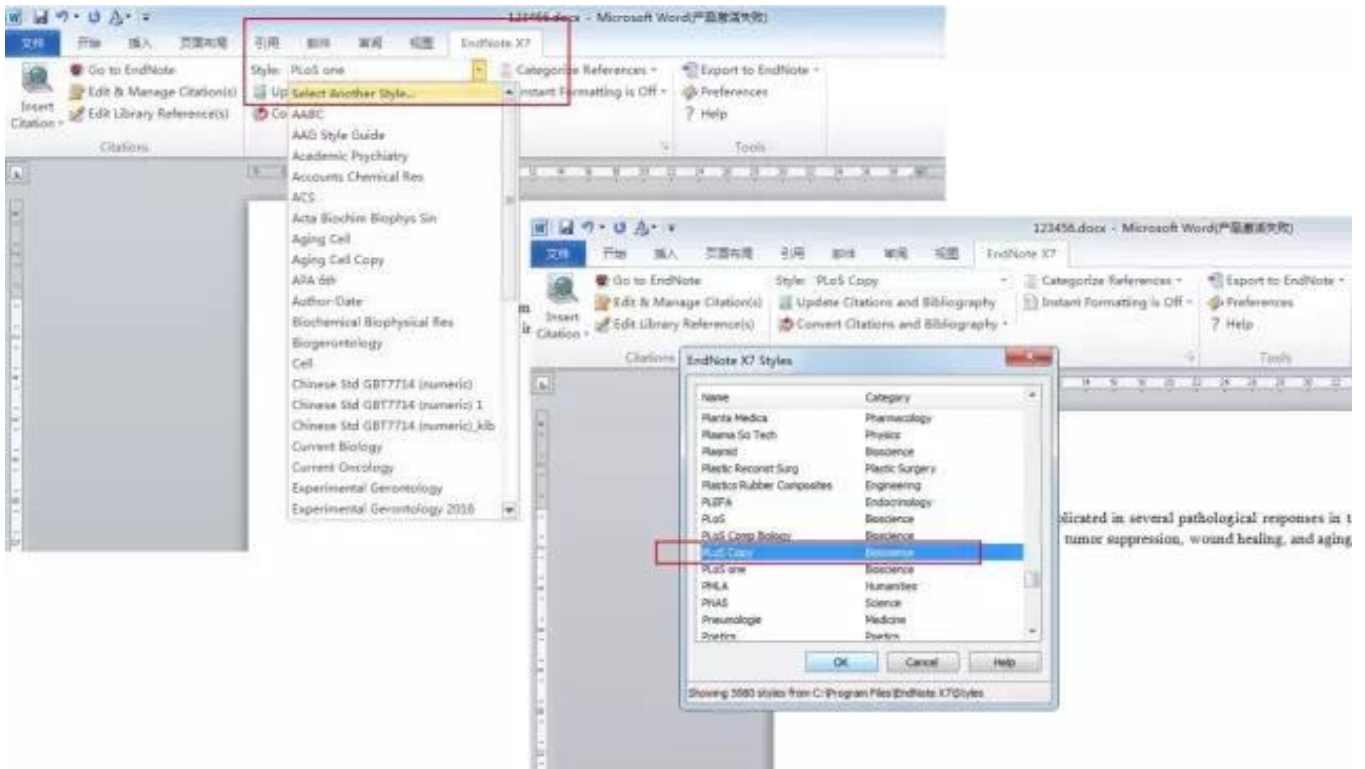 123456.docx - Microsoft Word(产品激活失败)
文件 开始 插入 页面布局 引用 邮件 审阅 视图 EndNote X7
Go to EndNote
Edit & Manage Citation(s)
Edit Library Reference(s)
Insert Citation
Citations
Style: PLoS one
Categorize References
Instant Formatting is Off
Export to EndNote
Preferences
Help
Tools
Up
Co
Select Another Style...
AABC
AAG Style Guide
Academic Psychiatry
Accounts Chemical Res
ACS
Acta Biochim Biophys Sin
Aging Cell
Aging Cell Copy
APA 6th
Author-Date
Biochemical Biophysical Res
Biogerontology
Cell
Chinese Std GBT7714 (numeric)
Chinese Std GBT7714 (numeric) 1
Chinese Std GBT7714 (numeric)_klb
Current Biology
Current Oncology
Experimental Gerontology
Experimental Gerontology 2016
123456.docx - Microsoft Word(产品激活失败)
文件 开始 插入 页面布局 引用 邮件 审阅 视图 EndNote X7
Go to EndNote
Edit & Manage Citation(s)
Edit Library Reference(s)
Insert Citation
Citations
Style: PLoS Copy
Update Citations and Bibliography
Convert Citations and Bibliography
Categorize References
Instant Formatting is Off
Export to EndNote
Preferences
Help
Tools
EndNote X7 Styles
Name Category
Planta Medica Pharmacology
Plasma Sci Tech Physics
Plasmid Bioscience
Plastic Reconst Surg Plastic Surgery
Plastics Rubber Composites Engineering
PLEFA Endocrinology
PLoS Bioscience
PLoS Comp Biology Bioscience
PLoS Copy Bioscience
PLoS one Bioscience
PMLA Humanities
PNAS Science
Pneumologie Medicine
Poetics Poetics
OK Cancel Help
Showing 5980 styles from C:\Program Files\EndNote X7\Styles
plicated in several pathological responses in t
tumor suppression, wound healing, and aging